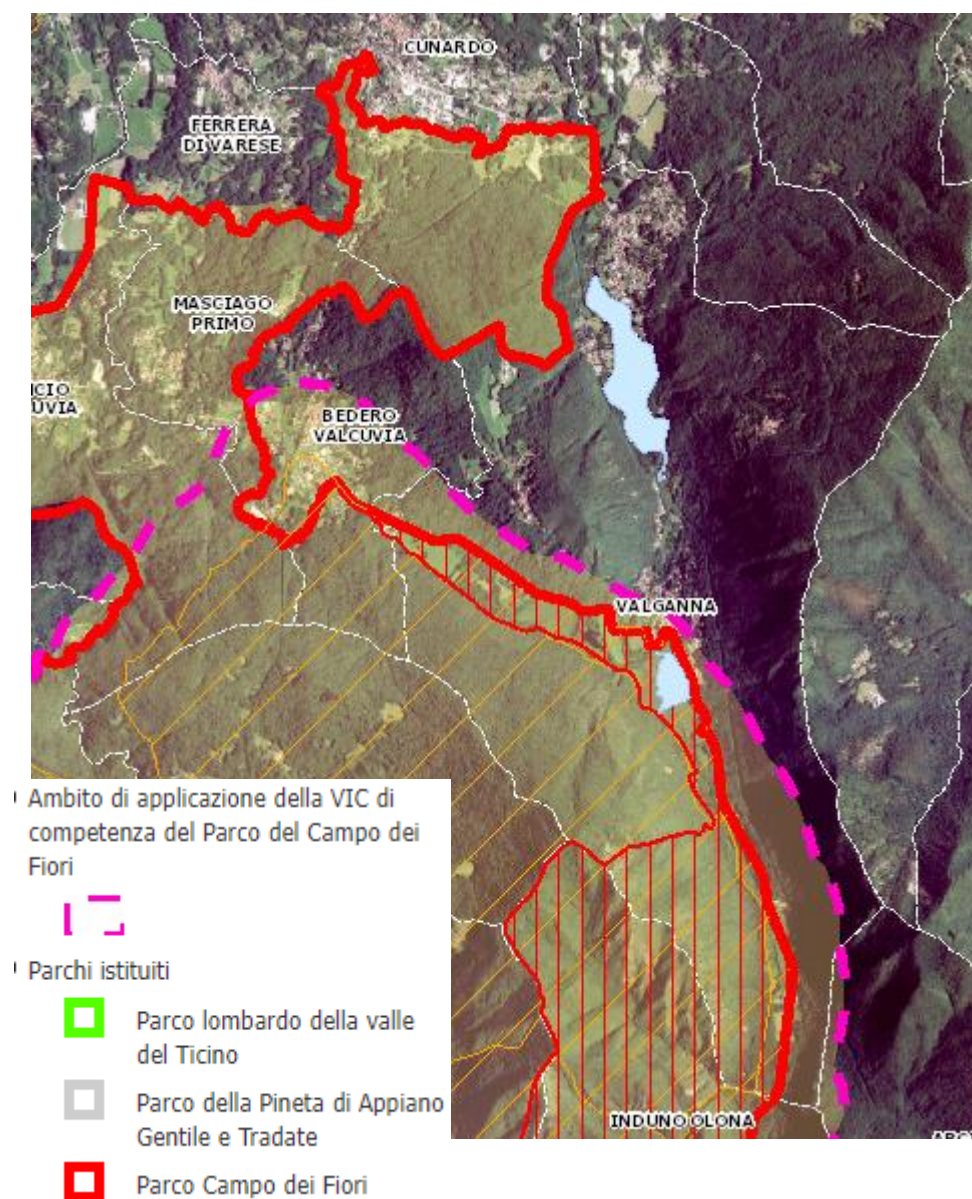 CUNARDO
FERRERA
DI VARESE
MASCIAGO
PRIMO
CIO
UVIA
BEDERO
VALCUVIA
VALGANNA
INDUNO OLONA
Ambito di applicazione della VIC di
competenza del Parco del Campo dei
Fiori
Parchi istituiti
Parco lombardo della valle
del Ticino
Parco della Pineta di Appiano
Gentile e Tradate
Parco Campo dei Fiori